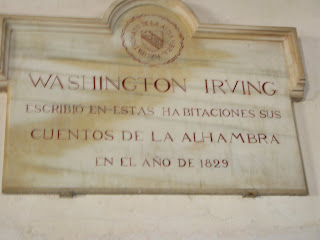 WASHINGTON IRVING
ESCRIBIO EN ESTAS HABITACIONES SUS
CUENTOS DE LA ALHAMBRA
EN EL AÑO DE 1829